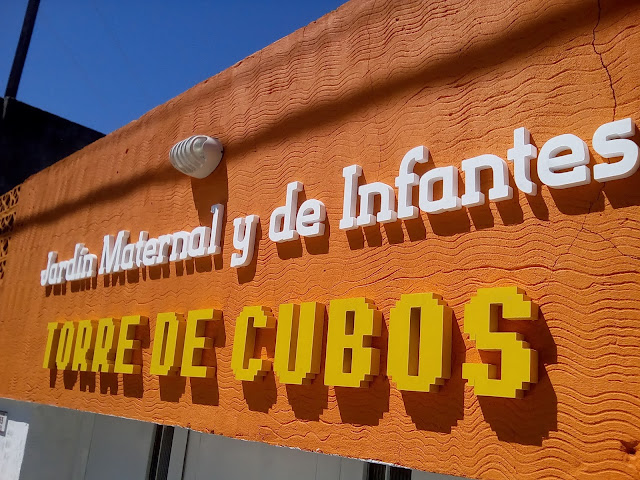 Jardín Maternal y de Infantes
TORRE DE CUBOS